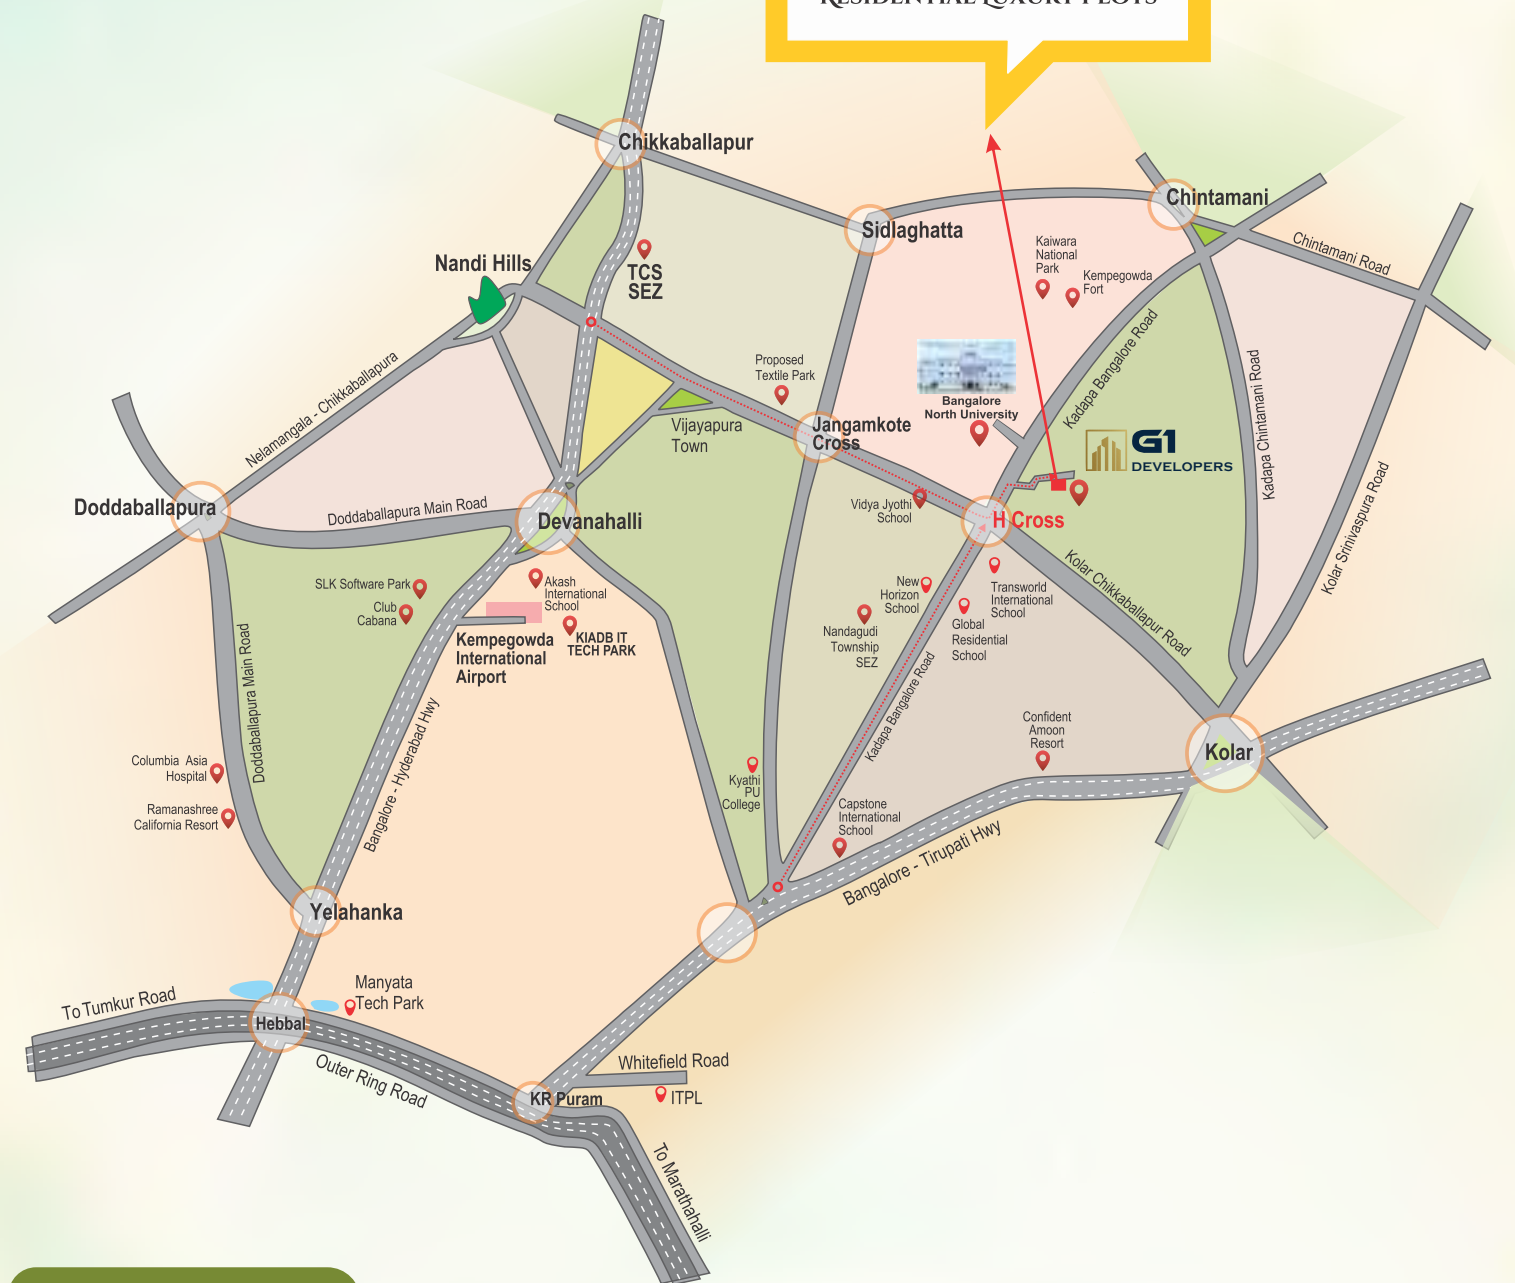 RESIDENTIAL LUXURY PLOTS
Chikkaballapur
Chintamani
Sidlaghatta
Chintamani Road
Kaiwara
National
Park
Kempegowda
Fort
Nandi Hills
TCS
SEZ
Nelamangala - Chikkaballapura
Proposed
Textile Park
Kadapa Bangalore Road
Kadapa Chintamani Road
Bangalore
North University
Vijayapura
Town
Jangamkote
Cross
G1
DEVELOPERS
Kolar Srinivaspura Road
Doddaballapura
Doddaballapura Main Road
Devanahalli
Vidya Jyothi
School
H Cross
Kolar Chikkaballapur Road
SLK Software Park
Club
Cabana
Akash
International
School
KIADB IT
TECH PARK
Kempegowda
International
Airport
New
Horizon
School
Transworld
International
School
Nandagudi
Township
SEZ
Global
Residential
School
Doddaballapura Main Road
Bangalore - Hyderabad Hwy
Kadapa Bangalore Road
Confident
Amoon
Resort
Kolar
Columbia Asia
Hospital
Ramanashree
California Resort
Kyathi
PU
College
Capstone
International
School
Bangalore - Tirupati Hwy
Yelahanka
Manyata
Tech Park
To Tumkur Road
Hebbal
Outer Ring Road
Whitefield Road
KR Puram
ITPL
To Marathahalli